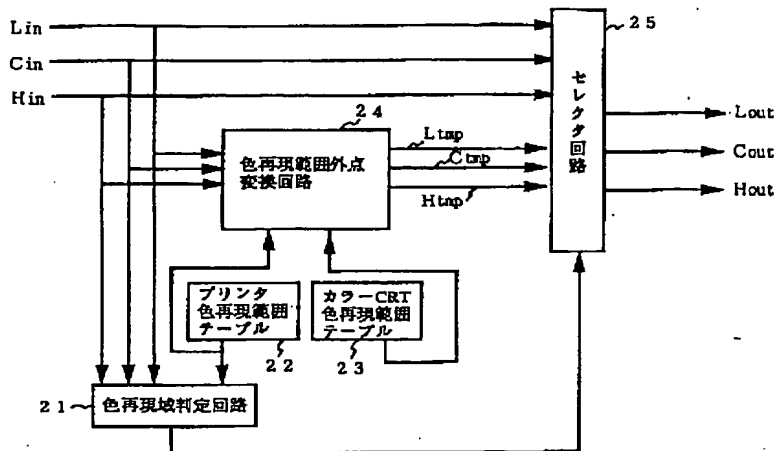 Lin
Cin
Hin
25
セレクタ回路
Lout
Cout
Hout
24
色再現範囲外点
変換回路
Ltmp
Ctmp
Htmp
プリンタ
色再現範囲
テーブル
22
カラーCRT
色再現範囲
テーブル
23
21
色再現域判定回路